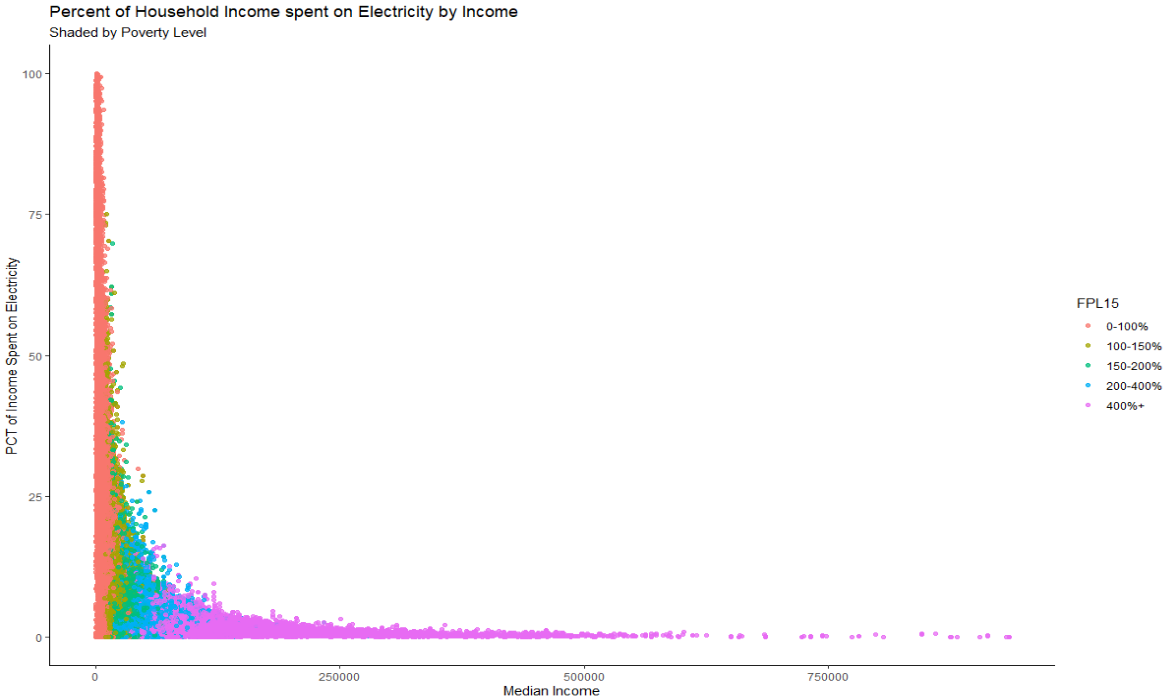 Percent of Household Income spent on Electricity by Income
Shaded by Poverty Level
PCT of Income Spent on Electricity
100
75
50
25
0
0
250000
500000
750000
Median Income
FPL15
0-100%
100-150%
150-200%
200-400%
400%+